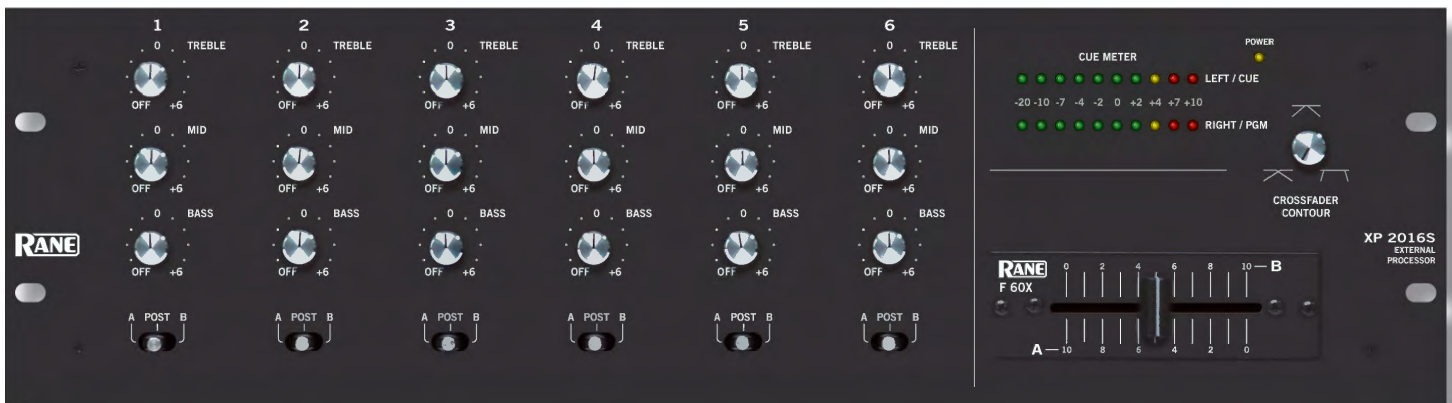 1 2 3 4 5 6
0 TREBLE 0 TREBLE 0 TREBLE 0 TREBLE 0 TREBLE 0 TREBLE
OFF +6 OFF +6 OFF +6 OFF +6 OFF +6 OFF +6
0 MID 0 MID 0 MID 0 MID 0 MID 0 MID
OFF +6 OFF +6 OFF +6 OFF +6 OFF +6 OFF +6
0 BASS 0 BASS 0 BASS 0 BASS 0 BASS 0 BASS
OFF +6 OFF +6 OFF +6 OFF +6 OFF +6 OFF +6
RANE
A POST B A POST B A POST B A POST B A POST B A POST B
POWER
CUE METER
LEFT / CUE
-20 -10 -7 -4 -2 0 +2 +4 +7 +10
RIGHT / PGM
CROSSFADER
CONTOUR
XP 2016S
EXTERNAL
PROCESSOR
RANE
F 60X
0 2 4 6 8 10 B
A 10 8 6 4 2 0